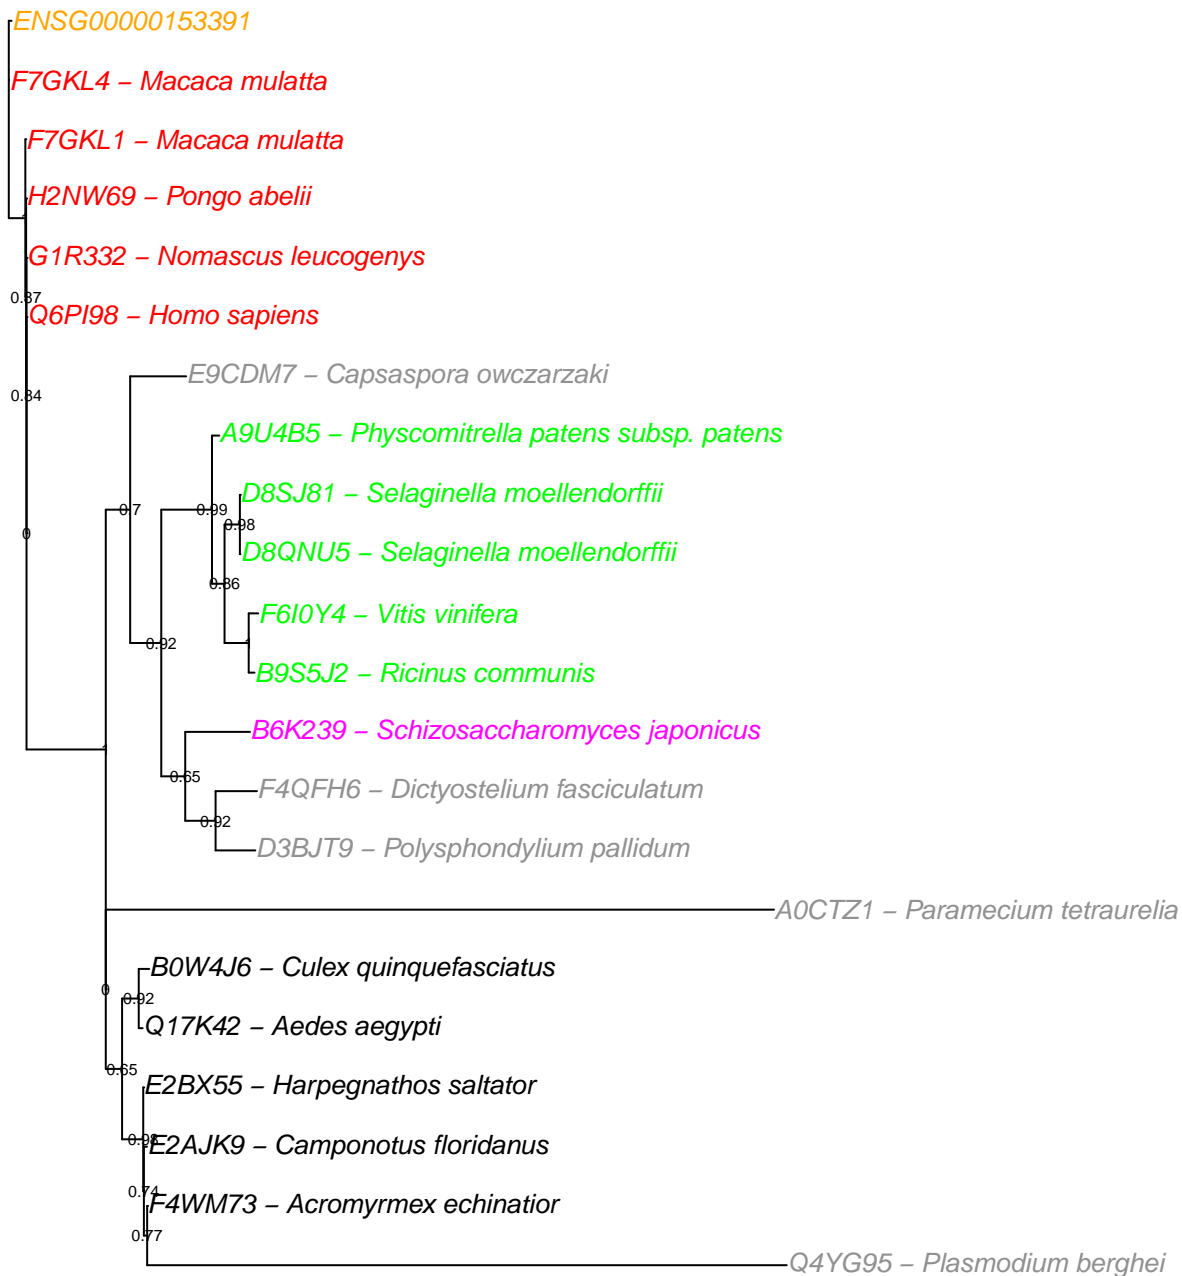 ENSG00000153391
F7GKL4 – Macaca mulatta
F7GKL1 – Macaca mulatta
H2NW69 – Pongo abelii
G1R332 – Nomascus leucogenys
0.87
Q6PI98 – Homo sapiens
E9CDM7 – Capsaspora owczarzaki
0.84
A9U4B5 – Physcomitrella patens subsp. patens
D8SJ81 – Selaginella moellendorffii
0.7
0.99
0.98
0
D8QNU5 – Selaginella moellendorffii
0.86
F6I0Y4 – Vitis vinifera
0.92
1
B9S5J2 – Ricinus communis
B6K239 – Schizosaccharomyces japonicus
1
0.65
F4QFH6 – Dictyostelium fasciculatum
0.92
D3BJT9 – Polysphondylium pallidum
A0CTZ1 – Paramecium tetraurelia
B0W4J6 – Culex quinquefasciatus
0
0.92
Q17K42 – Aedes aegypti
0.65
E2BX55 – Harpegnathos saltator
0.98
E2AJK9 – Camponotus floridanus
0.74
F4WM73 – Acromyrmex echinatior
0.77
Q4YG95 – Plasmodium berghei